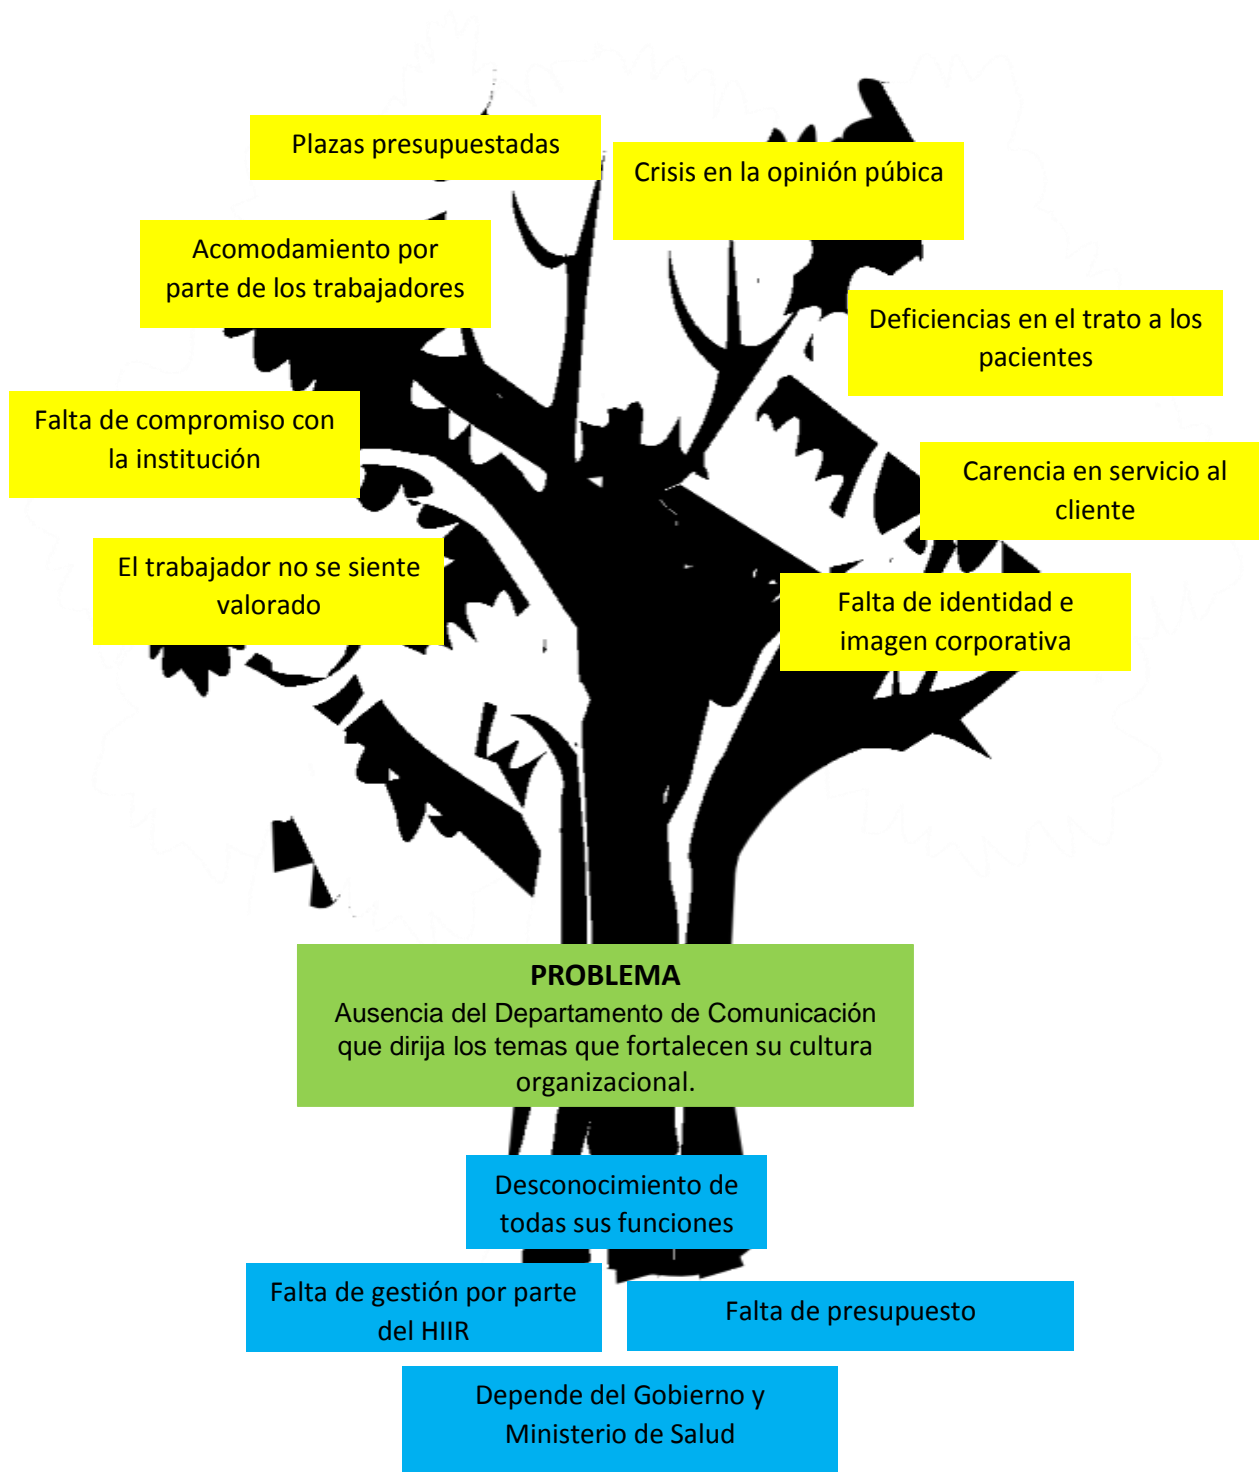 Plazas presupuestadas
Crisis en la opinión púbica
Acomodamiento por
parte de los trabajadores
Deficiencias en el trato a los
pacientes
Falta de compromiso con
la institución
Carencia en servicio al
cliente
El trabajador no se siente
valorado
Falta de identidad e
imagen corporativa
PROBLEMA
Ausencia del Departamento de Comunicación
que dirija los temas que fortalecen su cultura
organizacional.
Desconocimiento de
todas sus funciones
Falta de gestión por parte
del HIIR
Falta de presupuesto
Depende del Gobierno y
Ministerio de Salud